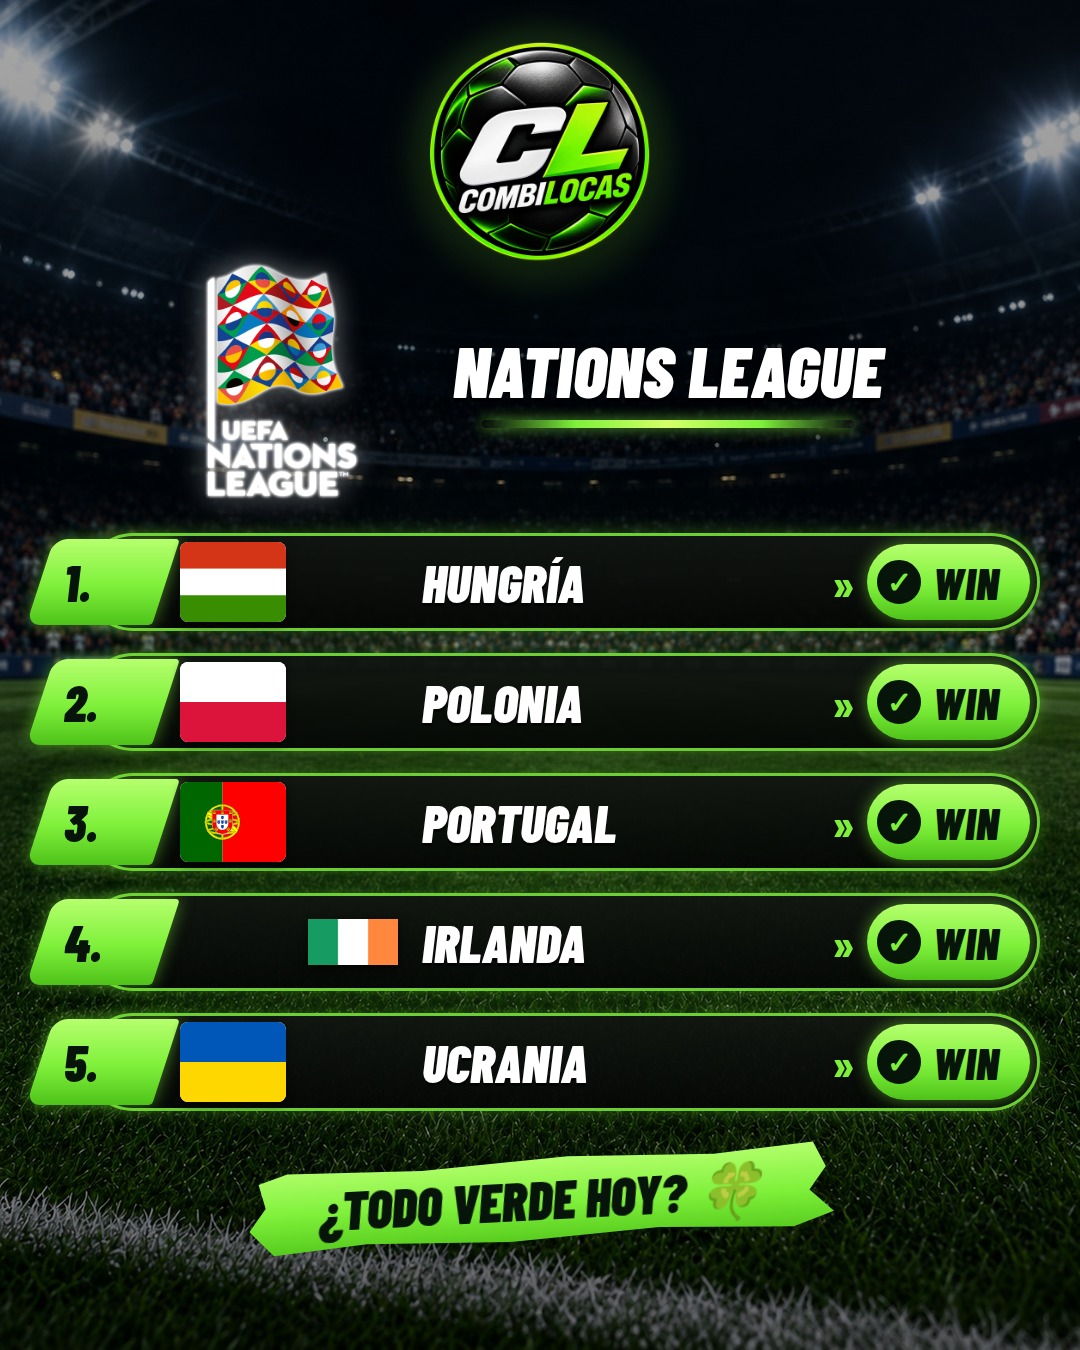 CL
COMBILOCAS
NATIONS LEAGUE
UEFA
NATIONS
LEAGUE™
1. HUNGRÍA » ✓ WIN
2. POLONIA » ✓ WIN
3. PORTUGAL » ✓ WIN
4. IRLANDA » ✓ WIN
5. UCRANIA » ✓ WIN
¿TODO VERDE HOY? 🍀